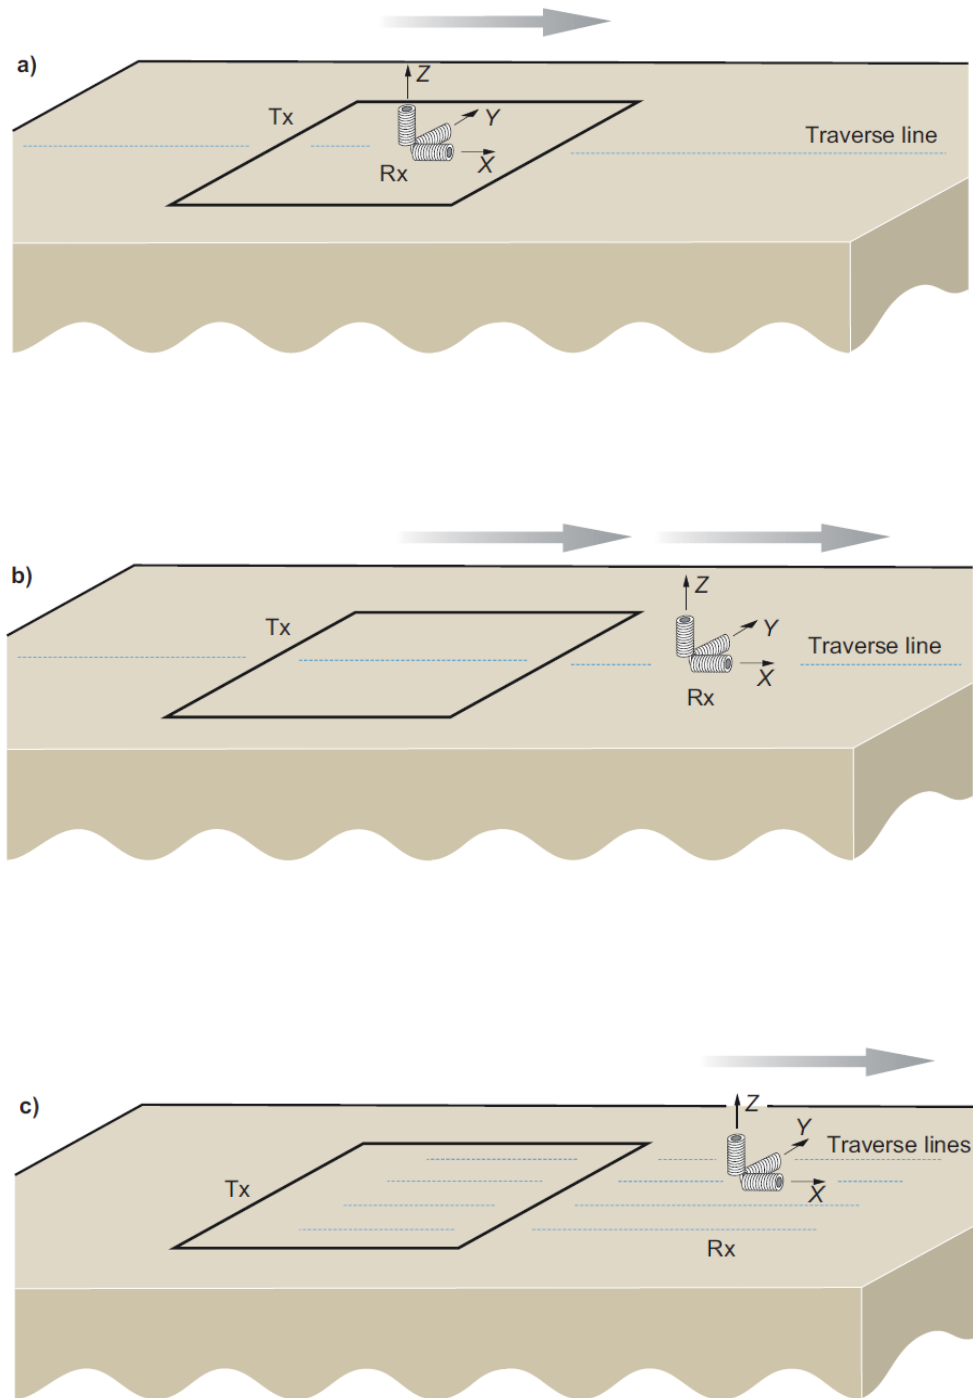 a)
Z
Tx
Y
Traverse line
X
Rx
b)
Z
Tx
Y
Traverse line
X
Rx
c)
Z
Y
Traverse lines
Tx
X
Rx